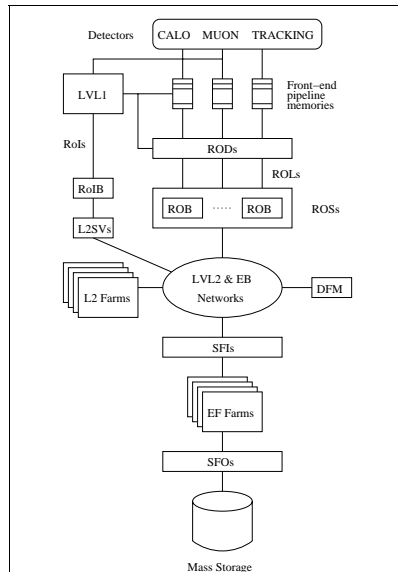 Detectors
CALO MUON TRACKING
LVL1
Front-end
pipeline
memories
RoIs
RODs
ROLs
RoIB
ROB ..... ROB
ROSs
L2SVs
LVL2 & EB
Networks
L2 Farms
DFM
SFIs
EF Farms
SFOs
Mass Storage